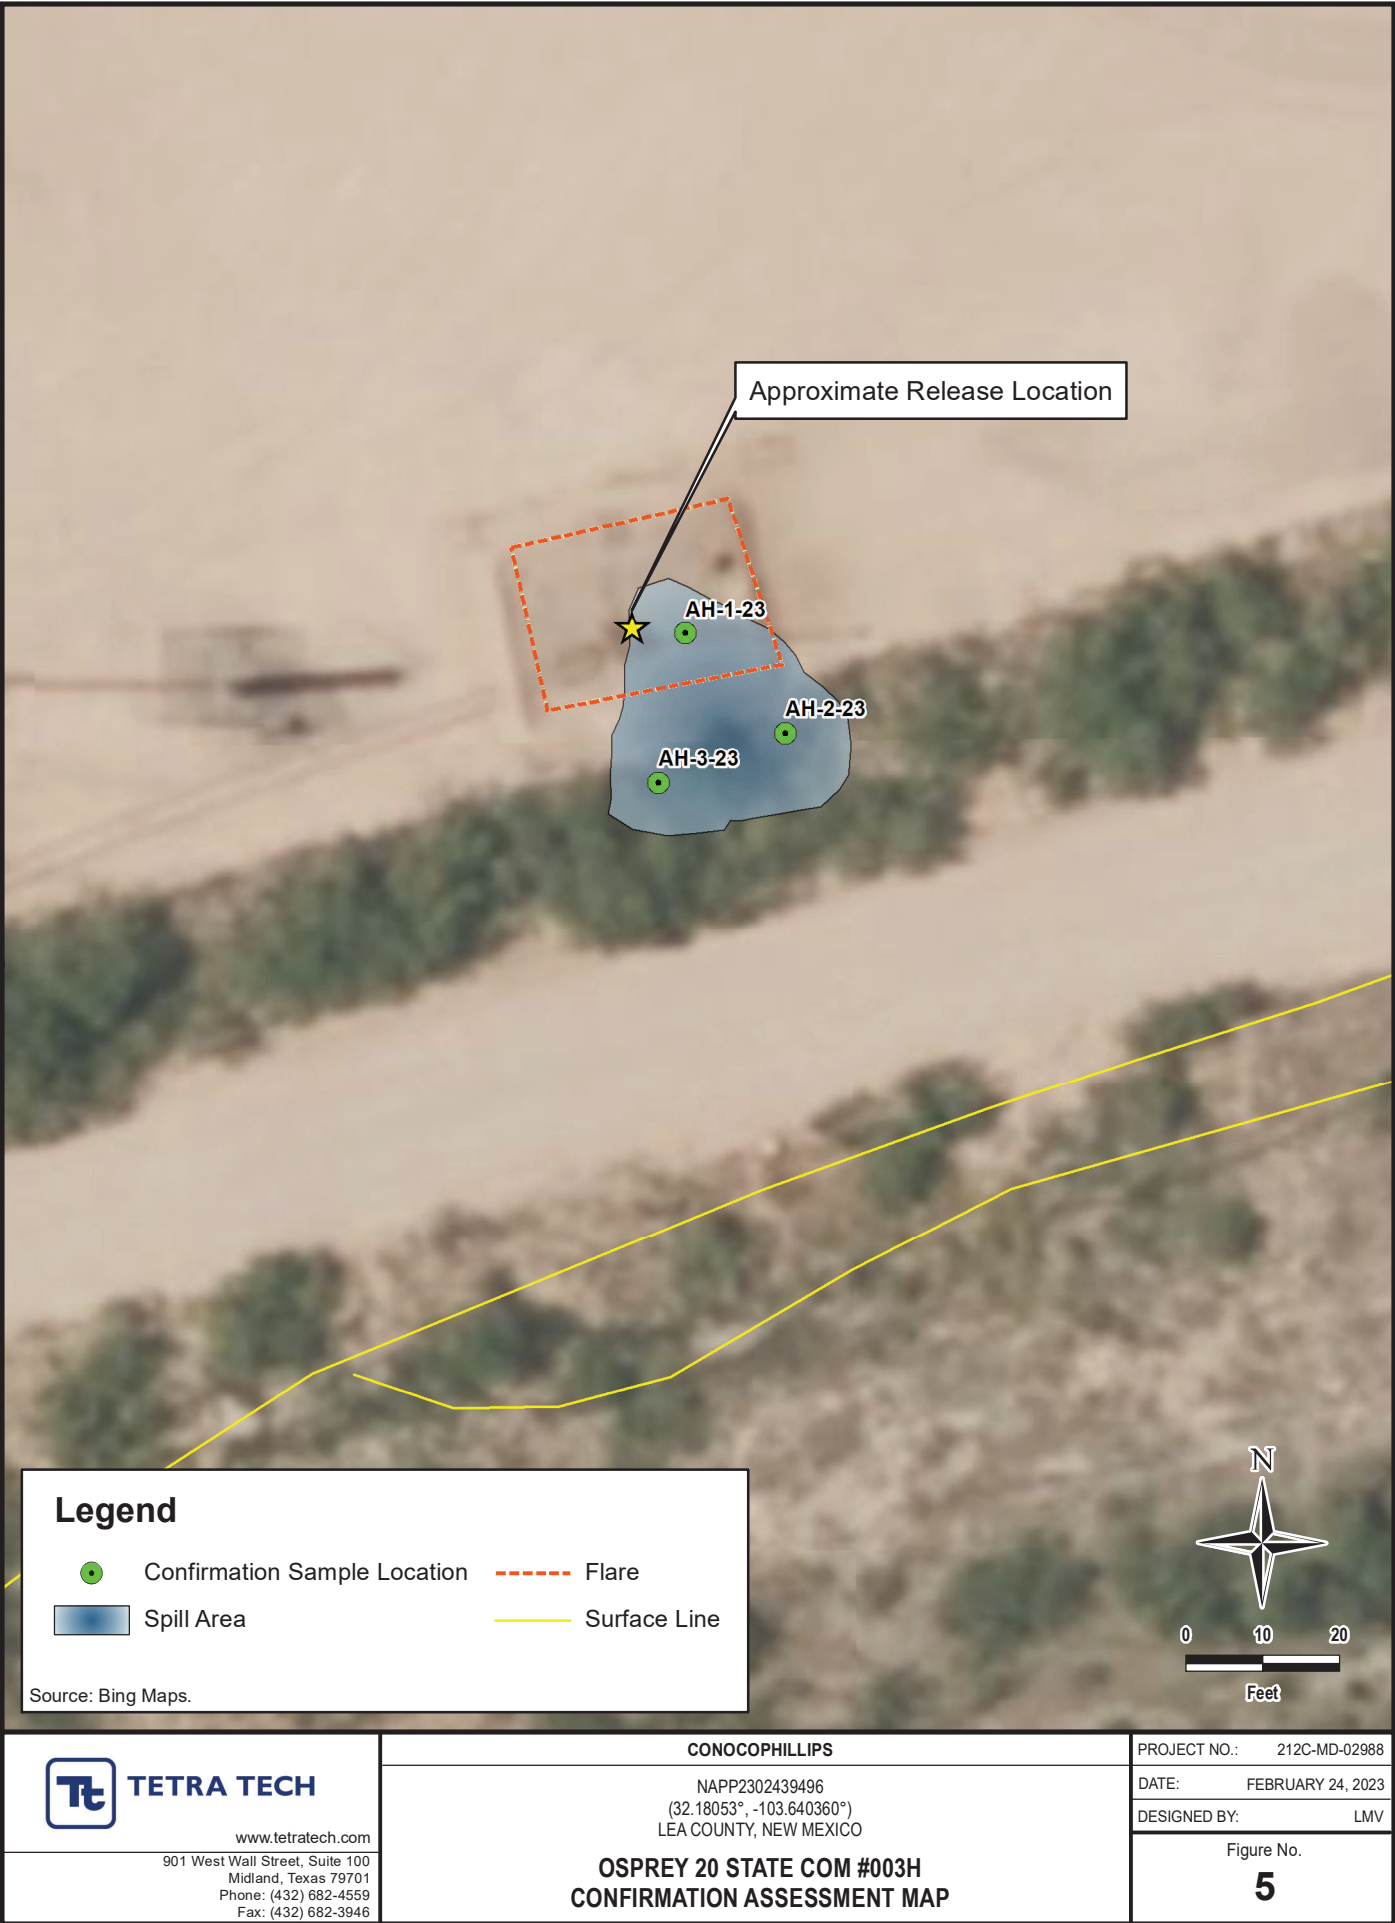 Approximate Release Location
AH-1-23
AH-2-23
AH-3-23
N
0 10 20
Feet
Legend
Confirmation Sample Location
Flare
Spill Area
Surface Line
Source: Bing Maps.
Tt TETRA TECH
www.tetratech.com
901 West Wall Street, Suite 100
Midland, Texas 79701
Phone: (432) 682-4559
Fax: (432) 682-3946
CONOCOPHILLIPS
NAPP2302439496
(32.18053°, -103.640360°)
LEA COUNTY, NEW MEXICO
OSPREY 20 STATE COM #003H
CONFIRMATION ASSESSMENT MAP
PROJECT NO.: 212C-MD-02988
DATE: FEBRUARY 24, 2023
DESIGNED BY: LMV
Figure No.
5